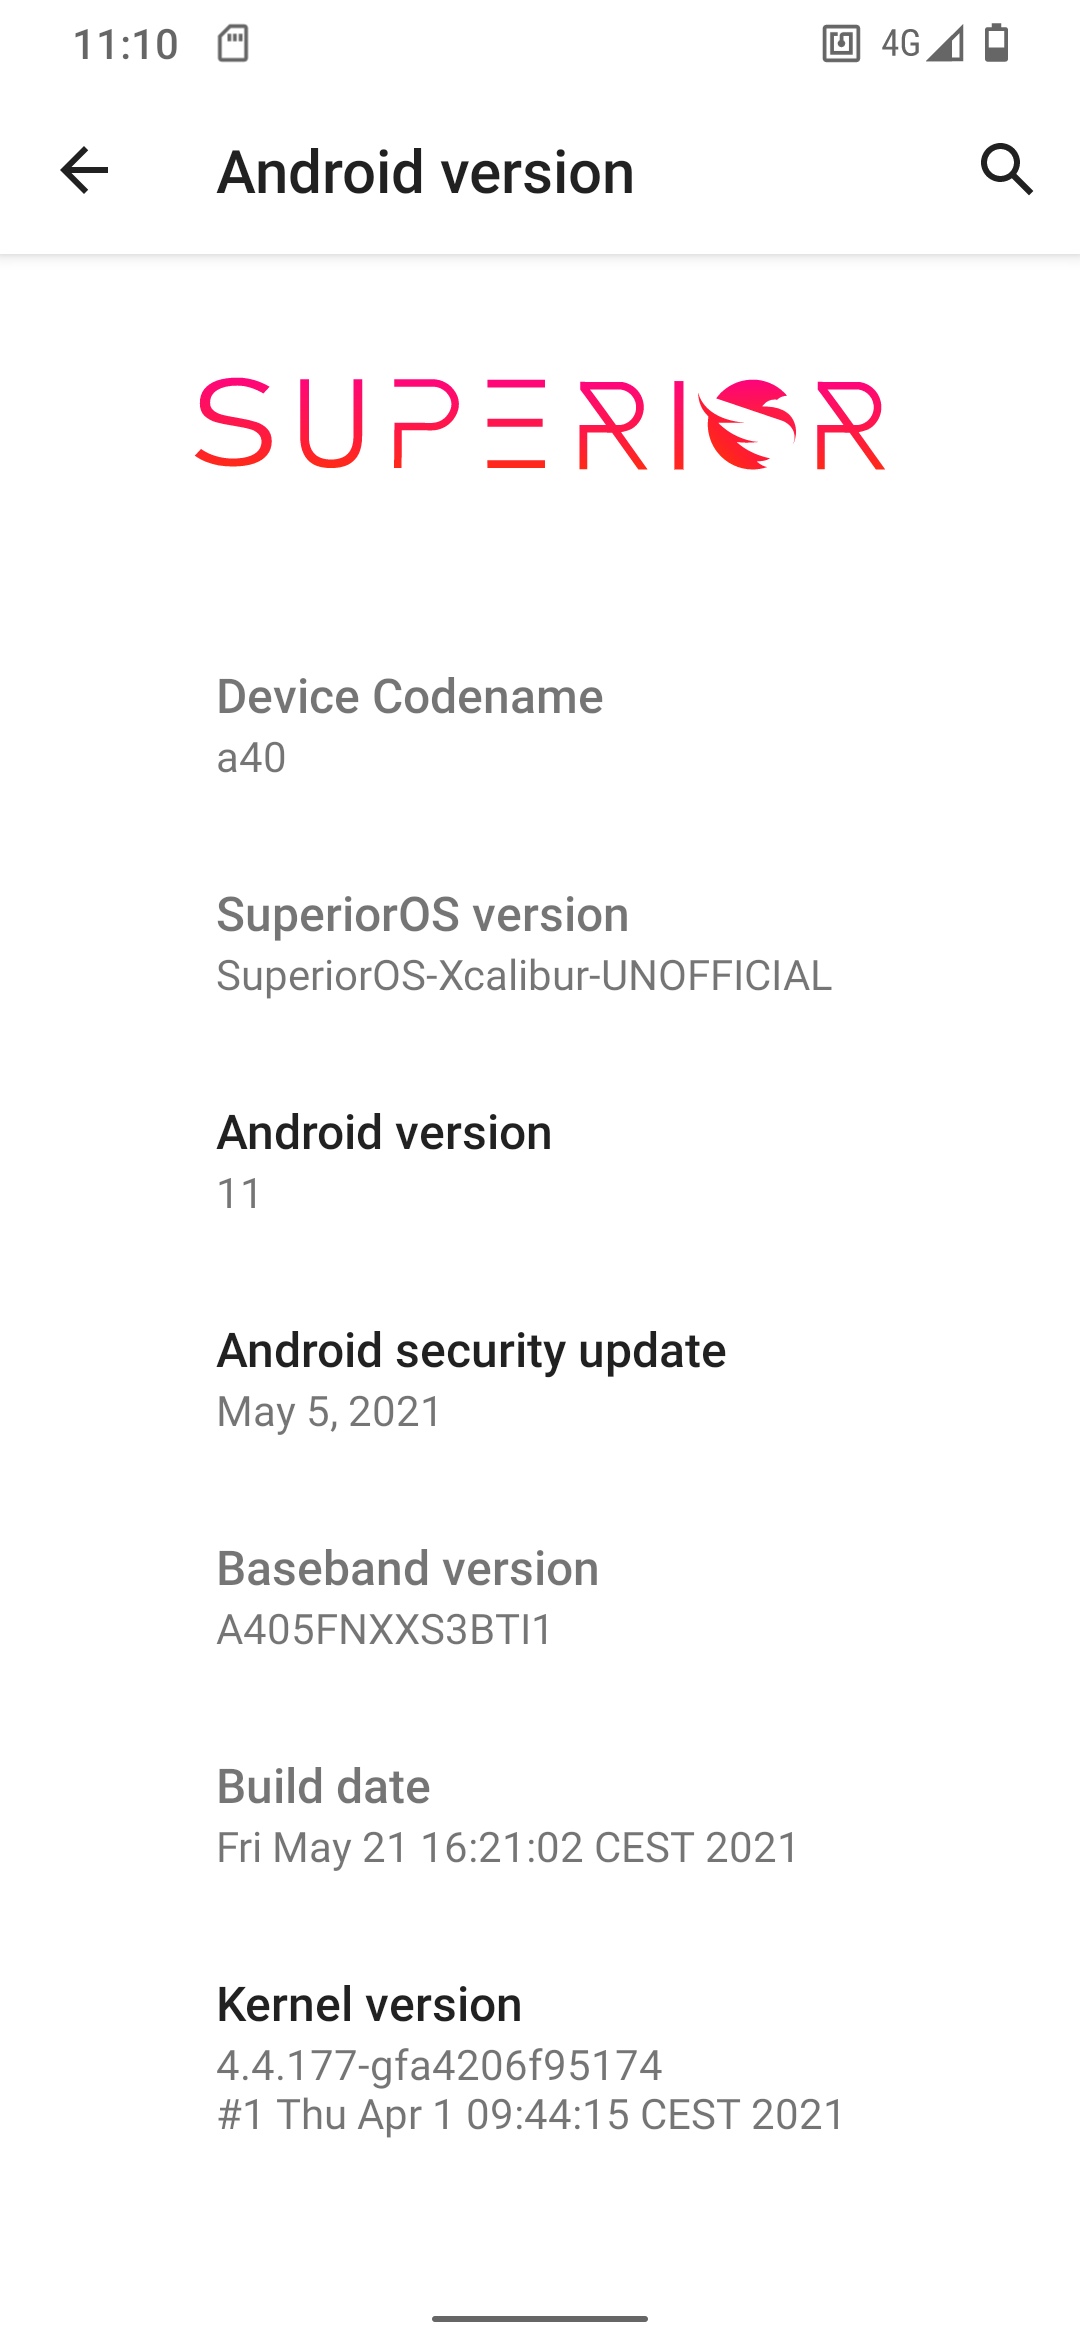 11:10
4G
Android version
SUPERIOR
Device Codename
a40
SuperiorOS version
SuperiorOS-Xcalibur-UNOFFICIAL
Android version
11
Android security update
May 5, 2021
Baseband version
A405FNXXS3BTI1
Build date
Fri May 21 16:21:02 CEST 2021
Kernel version
4.4.177-gfa4206f95174
#1 Thu Apr 1 09:44:15 CEST 2021